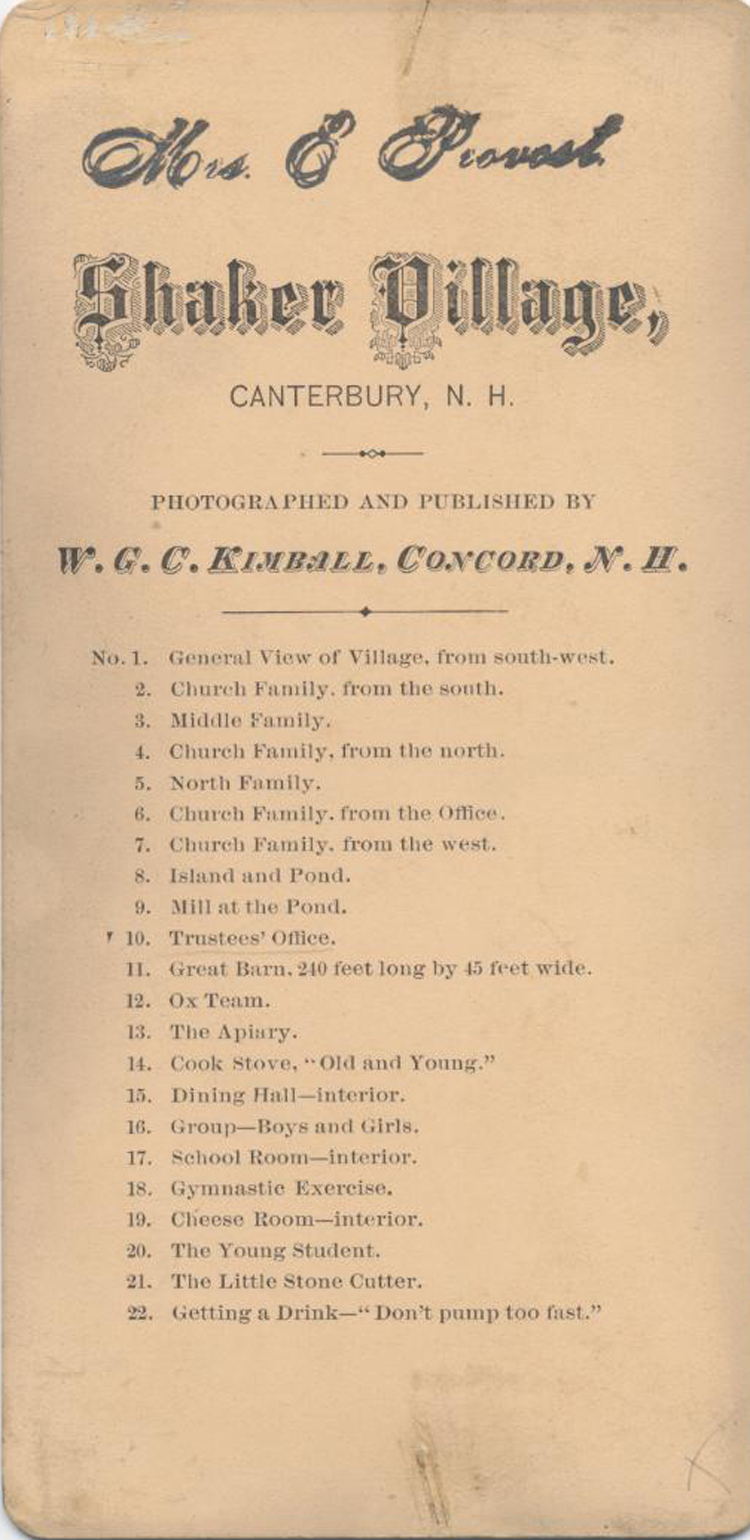 Mrs. E Provost.
Shaker Village,
CANTERBURY, N. H.
PHOTOGRAPHED AND PUBLISHED BY
W. G. C. KIMBALL, CONCORD, N. H.
No. 1. General View of Village, from south-west.
2. Church Family, from the south.
3. Middle Family.
4. Church Family, from the north.
5. North Family.
6. Church Family, from the Office.
7. Church Family, from the west.
8. Island and Pond.
9. Mill at the Pond.
10. Trustees' Office.
11. Great Barn, 240 feet long by 45 feet wide.
12. Ox Team.
13. The Apiary.
14. Cook Stove, "Old and Young."
15. Dining Hall—interior.
16. Group—Boys and Girls.
17. School Room—interior.
18. Gymnastic Exercise.
19. Cheese Room—interior.
20. The Young Student.
21. The Little Stone Cutter.
22. Getting a Drink—"Don't pump too fast."